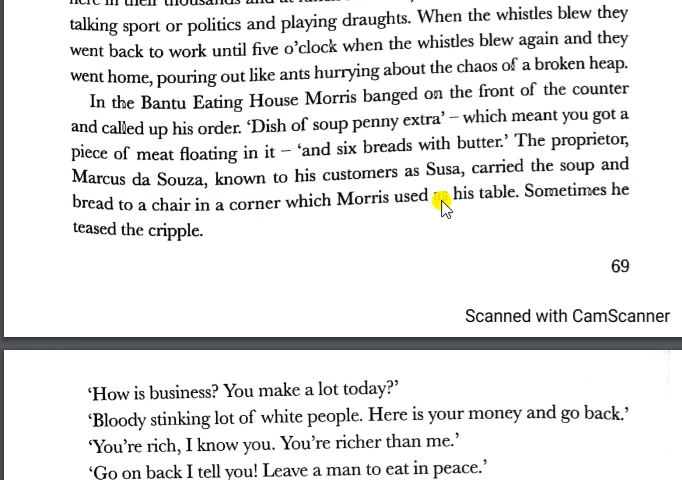 talking sport or politics and playing draughts. When the whistles blew they
went back to work until five o’clock when the whistles blew again and they
went home, pouring out like ants hurrying about the chaos of a broken heap.
In the Bantu Eating House Morris banged on the front of the counter
and called up his order. ‘Dish of soup penny extra’ – which meant you got a
piece of meat floating in it – ‘and six breads with butter.’ The proprietor,
Marcus da Souza, known to his customers as Susa, carried the soup and
bread to a chair in a corner which Morris used his table. Sometimes he
teased the cripple.
69
Scanned with CamScanner
‘How is business? You make a lot today?’
‘Bloody stinking lot of white people. Here is your money and go back.’
‘You’re rich, I know you. You’re richer than me.’
‘Go on back I tell you! Leave a man to eat in peace.’